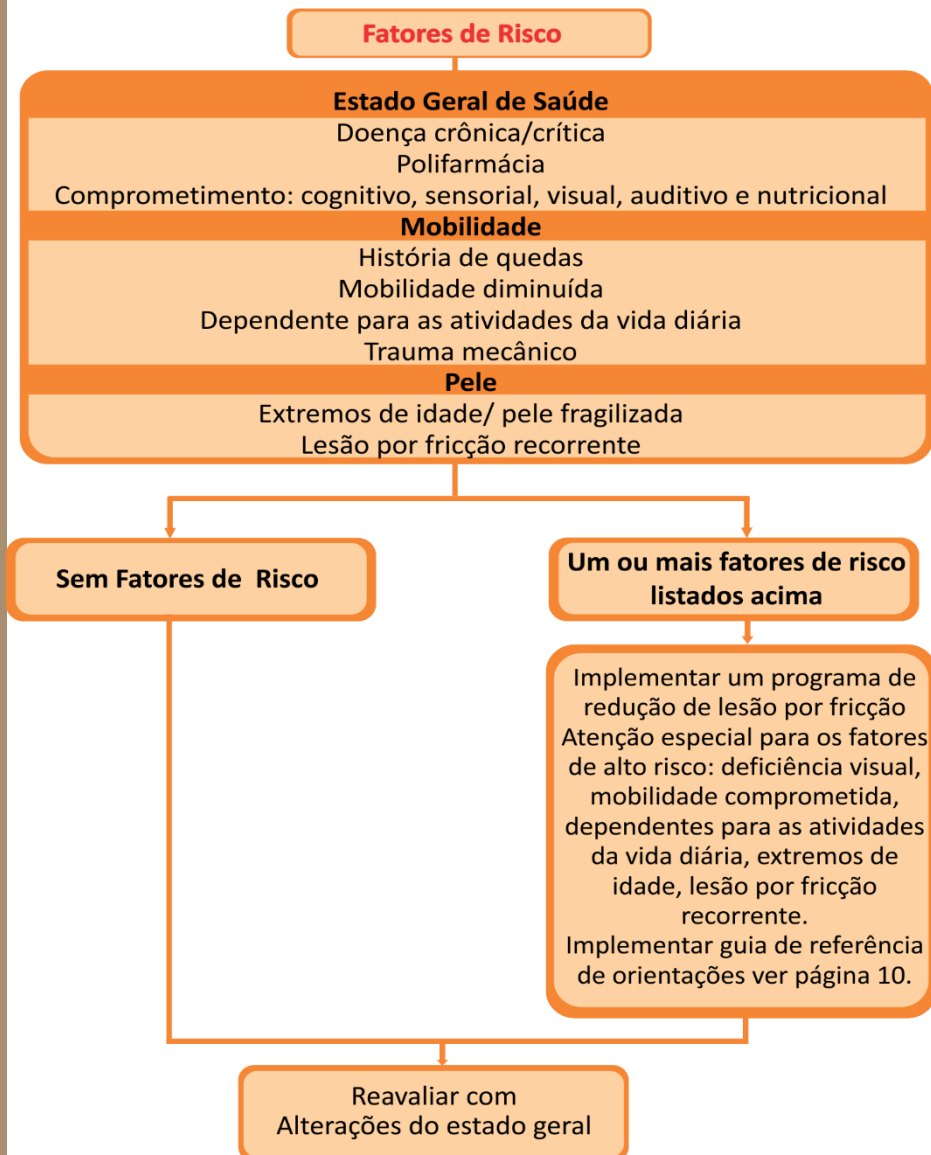 Fatores de Risco
Estado Geral de Saúde
Doença crônica/crítica
Polifarmácia
Comprometimento: cognitivo, sensorial, visual, auditivo e nutricional
Mobilidade
História de quedas
Mobilidade diminuída
Dependente para as atividades da vida diária
Trauma mecânico
Pele
Extremos de idade/ pele fragilizada
Lesão por fricção recorrente
Sem Fatores de Risco
Um ou mais fatores de risco
listados acima
Implementar um programa de
redução de lesão por fricção
Atenção especial para os fatores
de alto risco: deficiência visual,
mobilidade comprometida,
dependentes para as atividades
da vida diária, extremos de
idade, lesão por fricção
recorrente.
Implementar guia de referência
de orientações ver página 10.
Reavaliar com
Alterações do estado geral